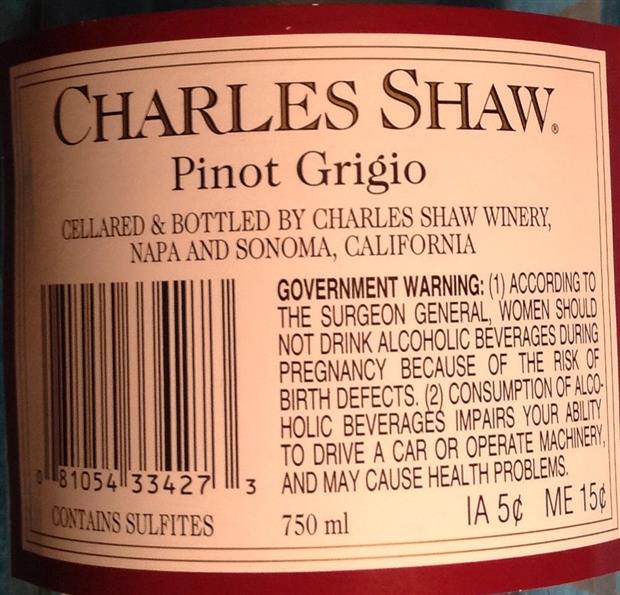 CHARLES SHAW®
Pinot Grigio
CELLARED & BOTTLED BY CHARLES SHAW WINERY,
NAPA AND SONOMA, CALIFORNIA
GOVERNMENT WARNING: (1) ACCORDING TO
THE SURGEON GENERAL, WOMEN SHOULD
NOT DRINK ALCOHOLIC BEVERAGES DURING
PREGNANCY BECAUSE OF THE RISK OF
BIRTH DEFECTS. (2) CONSUMPTION OF ALCO-
HOLIC BEVERAGES IMPAIRS YOUR ABILITY
TO DRIVE A CAR OR OPERATE MACHINERY,
AND MAY CAUSE HEALTH PROBLEMS.
0 81054 33427 3
CONTAINS SULFITES
750 ml
IA 5¢ ME 15¢